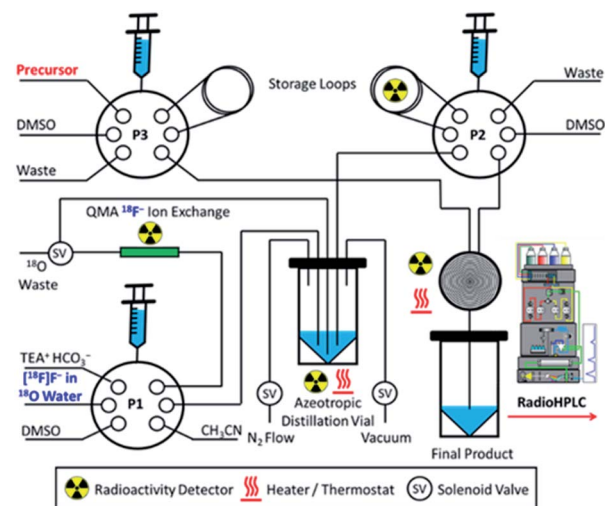 Precursor
DMSO
Waste
P3
Storage Loops
P2
Waste
DMSO
QMA ¹⁸F⁻ Ion Exchange
SV
¹⁸O
Waste
TEA⁺ HCO₃⁻
[¹⁸F]F⁻ in
¹⁸O Water
DMSO
P1
CH₃CN
SV
N₂ Flow
Azeotropic
Distillation Vial
SV
Vacuum
Final Product
RadioHPLC
Radioactivity Detector
Heater / Thermostat
SV Solenoid Valve